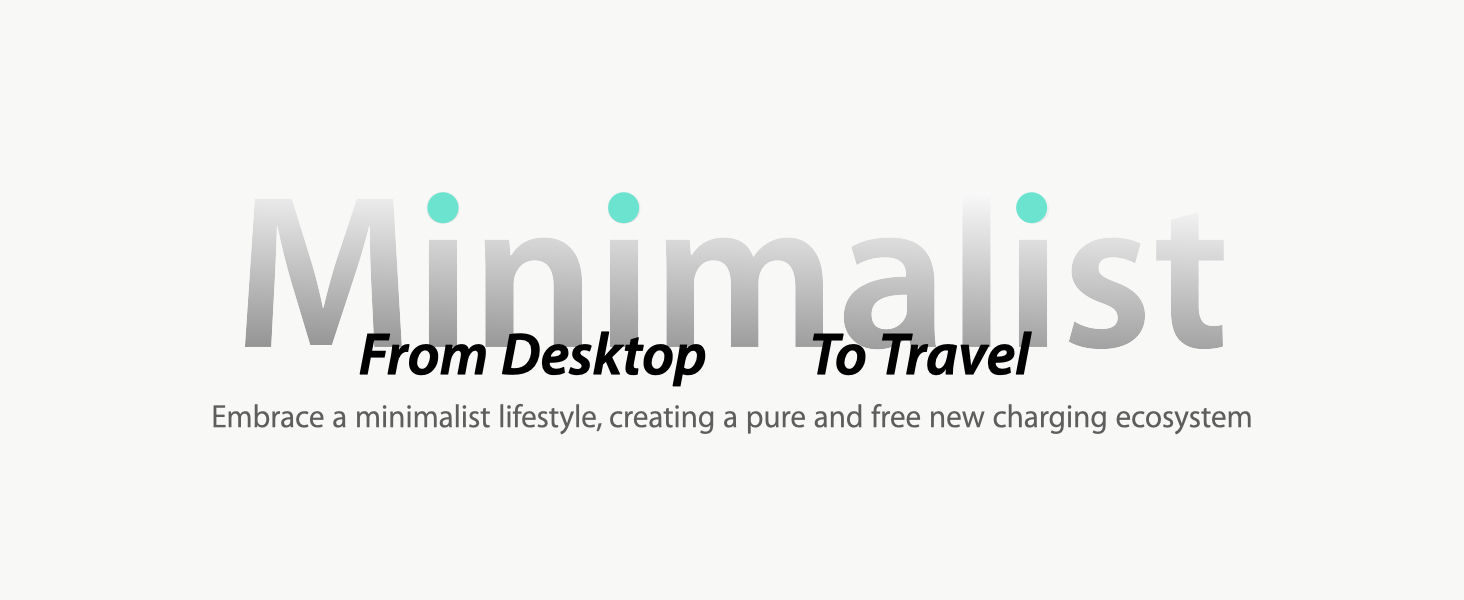 Minimalist
From Desktop To Travel
Embrace a minimalist lifestyle, creating a pure and free new charging ecosystem